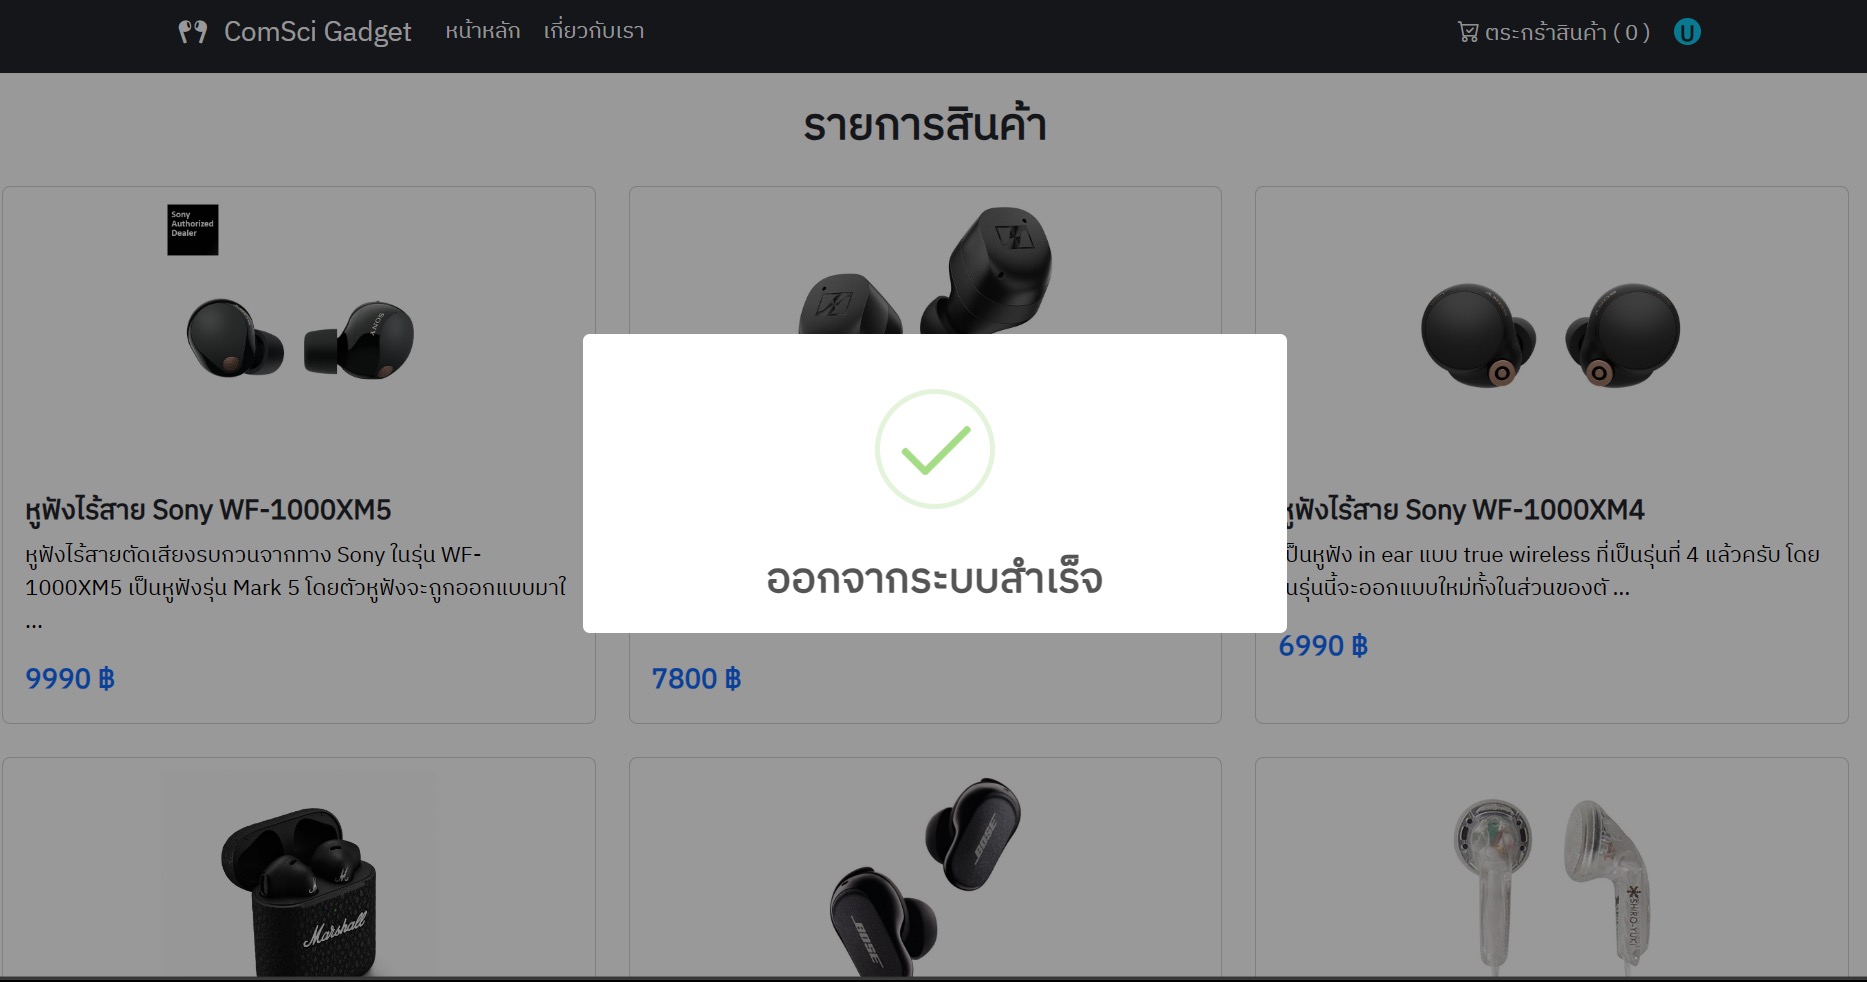 ComSci Gadget หน้าหลัก เกี่ยวกับเรา ตระกร้าสินค้า ( 0 ) U
รายการสินค้า
Sony
Authorized
Dealer
SONY
หูฟังไร้สาย Sony WF-1000XM5
หูฟังไร้สายตัดเสียงรบกวนจากทาง Sony ในรุ่น WF-
1000XM5 เป็นหูฟังรุ่น Mark 5 โดยตัวหูฟังจะถูกออกแบบมาใ
...
9990 ฿
7800 ฿
หูฟังไร้สาย Sony WF-1000XM4
เป็นหูฟัง in ear แบบ true wireless ที่เป็นรุ่นที่ 4 แล้วครับ โดย
ในรุ่นนี้จะออกแบบใหม่ทั้งในส่วนของตั ...
6990 ฿
ออกจากระบบสำเร็จ
Marshall
BOSE
BOSE
SHIRO-YUKI